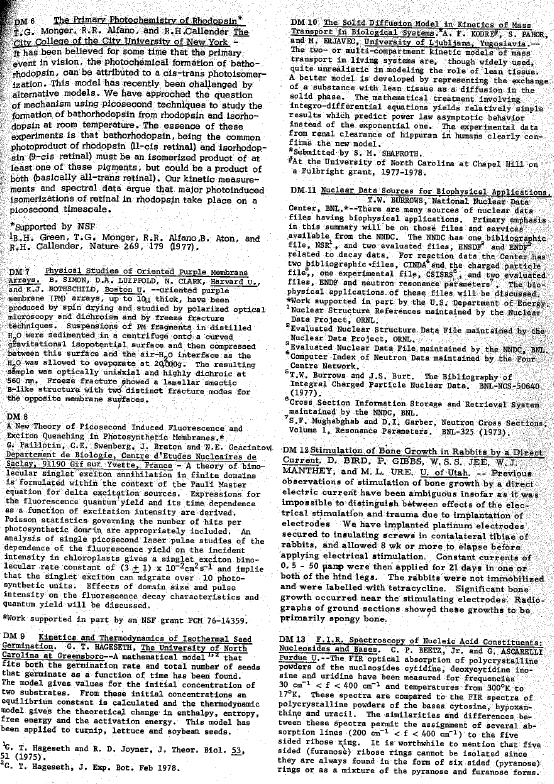 DM 6 The Primary Photochemistry of Rhodopsin*
T.G. Monger, R.R. Alfano, and R.H. Callender The
City College of the City University of New York -
It has been believed for some time that the primary
event in vision, the photochemical formation of batho-
rhodopsin, can be attributed to a cis-trans photoisomer-
ization. This model has recently been challenged by
alternative models. We have approched the question
of mechanism using picosecond techniques to study the
formation of bathorhodopsin from rhodopsin and isorho-
dopsin at room temperature. The essence of these
experiments is that bathorhodopsin, being the common
photoproduct of rhodopsin (11-cis retinal) and isorhodop-
sin (9-cis retinal) must be an isomerized product of at
least one of these pigments, but could be a product of
both (basically all-trans retinal). Our kinetic measure-
ments and spectral data argue that major photoinduced
isomerizations of retinal in rhodopsin take place on a
picosecond timescale.
*Supported by NSF
1B.H. Green, T.G. Monger, R.R. Alfano, B. Aton, and
R.H. Callender, Nature 269, 179 (1977).
DM 7 Physical Studies of Oriented Purple Membrane
Arrays. B. SIMON, D.A. LUIPPOLD, N. CLARK, Harvard U.,
and K.J. ROTHSCHILD, Boston U. --Oriented purple
membrane (PM) arrays, up to 10μ thick, have been
produced by spin drying and studied by polarized optical
microscopy and dichroism and by freeze fracture
techniques. Suspensions of PM fragments in distilled
H2O were sedimented in a centrifuge onto a curved
gravitational isopotential surface and then compressed
between this surface and the air-H2O interface as the
H2O was allowed to evaporate at 20,000g. The resulting
sample was optically uniaxial and highly dichroic at
560 nm. Freeze fracture showed a lamellar smectic
B-like structure with two distinct fracture modes for
the opposite membrane surfaces.
DM 8
A New Theory of Picosecond Induced Fluorescence and
Exciton Quenching in Photosynthetic Membranes.*
G. Paillotin, C.E. Swenberg, J. Breton and N.E. Geacintov
Departement de Biologie, Centre d'Etudes Nucleaires de
Saclay, 91190 Gif sur Yvette, France - A theory of bimo-
lecular singlet exciton annihilation in finite domains
is formulated within the context of the Pauli Master
equation for delta excitation sources. Expressions for
the fluorescence quantum yield and its time dependence
as a function of excitation intensity are derived.
Poisson statistics governing the number of hits per
photosynthetic domain are appropriately included. An
analysis of single picosecond laser pulse studies of the
dependence of the fluorescence yield on the incident
intensity in chloroplasts gives a singlet exciton bimo-
lecular rate constant of and imply
that the singlet exciton can migrate over 10 photo-
synthetic units. Effects of domain size and pulse
intensity on the fluorescence decay characteristics and
quantum yield will be discussed.
*Work supported in part by an NSF grant PCM 76-14359.
DM 9 Kinetics and Thermodynamics of Isothermal Seed
Germination. G. T. HAGESETH, The University of North
Carolina at Greensboro--A mathematical model 1,2 that
fits both the germination rate and total number of seeds
that germinate as a function of time has been found.
The model gives values for the initial concentration of
two substrates. From these initial concentrations an
equilibrium constant is calculated and the thermodynamic
model gives the theoretical change in enthalpy, entropy,
free energy and the activation energy. This model has
been applied to turnip, lettuce and soybean seeds.
1G. T. Hageseth and R. D. Joyner, J. Theor. Biol. 53,
51 (1975).
2G. T. Hageseth, J. Exp. Bot. Feb 1978.
DM 10 The Solid Diffusion Model in Kinetics of Mass
Transport in Biological Systems.* A. F. KODRE#, S. PAHOR,
and M. BRJAVEC, University of Ljubljana, Yugoslavia.--
The two- or multi-compartment kinetic models of mass
transport in living systems are, though widely used,
quite unrealistic in modeling the role of lean tissue.
A better model is developed by representing the exchange
of a substance with lean tissue as a diffusion in the
solid phase. The mathematical treatment involving
integro-differential equations yields relatively simple
results which predict power law asymptotic behavior
instead of the exponential one. The experimental data
from renal clearance of hippuran in humans clearly con-
firms the new model.
*Submitted by S. M. SHAFROTH.
#At the University of North Carolina at Chapel Hill on
a Fulbright grant, 1977-1978.
DM-11 Nuclear Data Sources for Biophysical Applications.
T.W. BURROWS, National Nuclear Data
Center, BNL.*--There are many sources of nuclear data
files having biophysical applications. Primary emphasis
in this summary will be on those files and services
available from the NNDC. The NNDC has one bibliographic
file, NSR1, and two evaluated files, ENSDF2 and ENDF3
related to decay data. For reaction data the Center has
two bibliographic files, CINDA4 and the charged particle
file5, one experimental file, CSISRS6, and two evaluated
files, ENDF and neutron resonance parameters7. The bio-
physical applications of these files will be discussed.
*Work supported in part by the U.S. Department of Energy.
1Nuclear Structure References maintained by the Nuclear
Data Project, ORNL.
2Evaluated Nuclear Structure Data File maintained by the
Nuclear Data Project, ORNL.
3Evaluated Nuclear Data File, maintained by the NNDC, BNL
4Computer Index of Neutron Data maintained by the Four
Centre Network.
5T.W. Burrows and J.S. Burt. The Bibliography of
Integral Charged Particle Nuclear Data. BNL-NCS-50640
(1977).
6Cross Section Information Storage and Retrieval System
maintained by the NNDC, BNL.
7S.F. Mughabghab and D.I. Garber, Neutron Cross Sections:
Volume 1, Resonance Parameters. BNL-325 (1973).
DM 12 Stimulation of Bone Growth in Rabbits by a Direct
Current. D. BIRD, P. GIBBS, W.S.S. JEE, W.J.
MANTHEY, and M.L. URE, U. of Utah. -- Previous
observations of stimulation of bone growth by a direct
electric current have been ambiguous insofar as it was
impossible to distinguish between effects of the elec-
trical stimulation and trauma due to implantation of
electrodes We have implanted platinum electrodes
secured to insulating screws in contalateral tibiae of
rabbits, and allowed 8 wk or more to elapse before
applying electrical stimulation. Constant currents of
0.5 - 50 μamp were then applied for 21 days in one or
both of the hind legs. The rabbits were not immobilized
and were labelled with tetracycline. Significant bone
growth occurred near the stimulating electrodes. Radio-
graphs of ground sections showed these growths to be
primarily spongy bone.
DM 13 F.I.R. Spectroscopy of Nucleic Acid Constituents:
Nucleosides and Bases. C. P. BEETZ, Jr. and G. ASCARELLI
Purdue U.--The FIR optical absorption of polycrystalline
powders of the nucleosides cytidine, deoxycytidine ino-
sine and uridine have been measured for frequencies
30 cm-1 < f < 400 cm-1 and temperatures from 300°K to
17°K. These spectra are compared to the FIR spectra of
polycrystalline powders of the bases cytosine, hypoxan-
thine and uracil. The similarities and differences be-
tween these spectra permit the assignment of several ab-
sorption lines (200 cm-1 < f < 400 cm-1) to the five
sided ribose ring. It is worthwhile to mention that five
sided (furanose) ribose rings cannot be isolated since
they are always found in the form of six sided (pyranose)
rings or as a mixture of the pyranose and furanose forms.